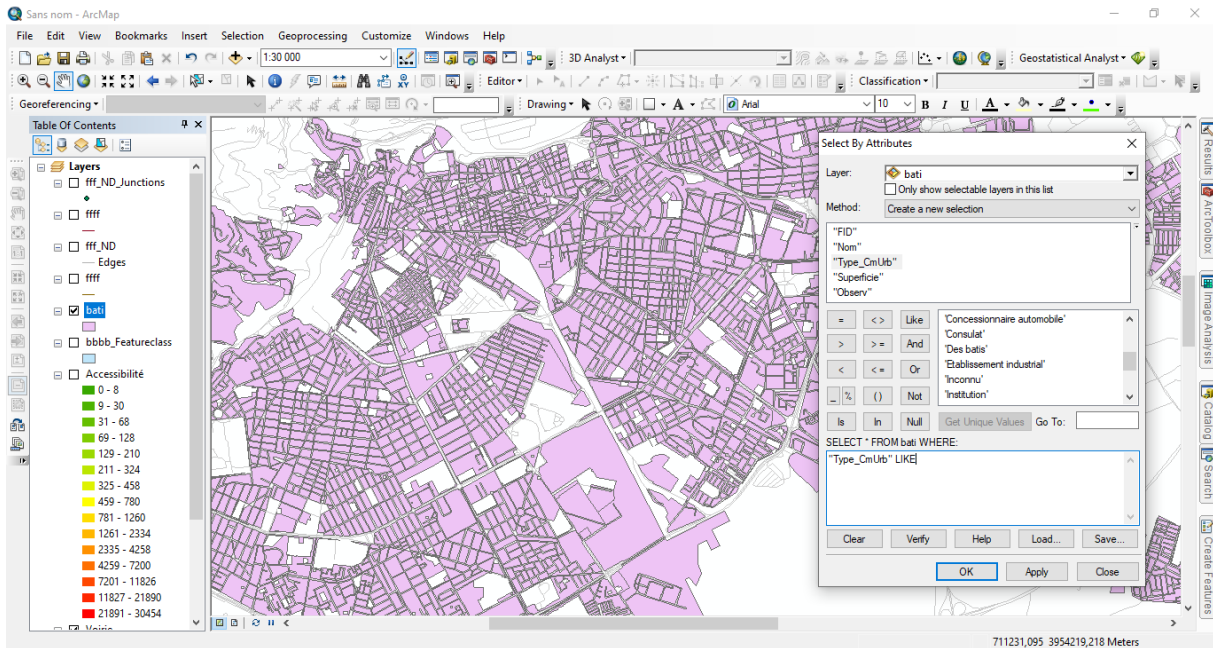 Sans nom - ArcMap
File Edit View Bookmarks Insert Selection Geoprocessing Customize Windows Help
1:30 000 3D Analyst Geostatistical Analyst
Editor Classification
Georeferencing Drawing A Arial 10 B I U A
Table Of Contents
Layers
fff_ND_Junctions
ffff
fff_ND
Edges
ffff
bati
bbbb_Featureclass
Accessibilité
0 - 8
9 - 30
31 - 68
69 - 128
129 - 210
211 - 324
325 - 458
459 - 780
781 - 1260
1261 - 2334
2335 - 4258
4259 - 7200
7201 - 11826
11827 - 21890
21891 - 30454
Voirie
Select By Attributes
Layer: bati
Only show selectable layers in this list
Method: Create a new selection
"FID"
"Nom"
"Type_CmUrb"
"Superficie"
"Observ"
= < > Like
> > = And
< < = Or
_ % ( ) Not
Is In Null
'Concessionnaire automobile'
'Consulat'
'Des batis'
'Etablissement industrial'
'Inconnu'
'Institution'
Get Unique Values Go To:
SELECT * FROM bati WHERE:
"Type_CmUrb" LIKE
Clear Verify Help Load... Save...
OK Apply Close
Results
ArcToolbox
Image Analysis
Catalog
Search
Create Features
711231,095 3954219,218 Meters